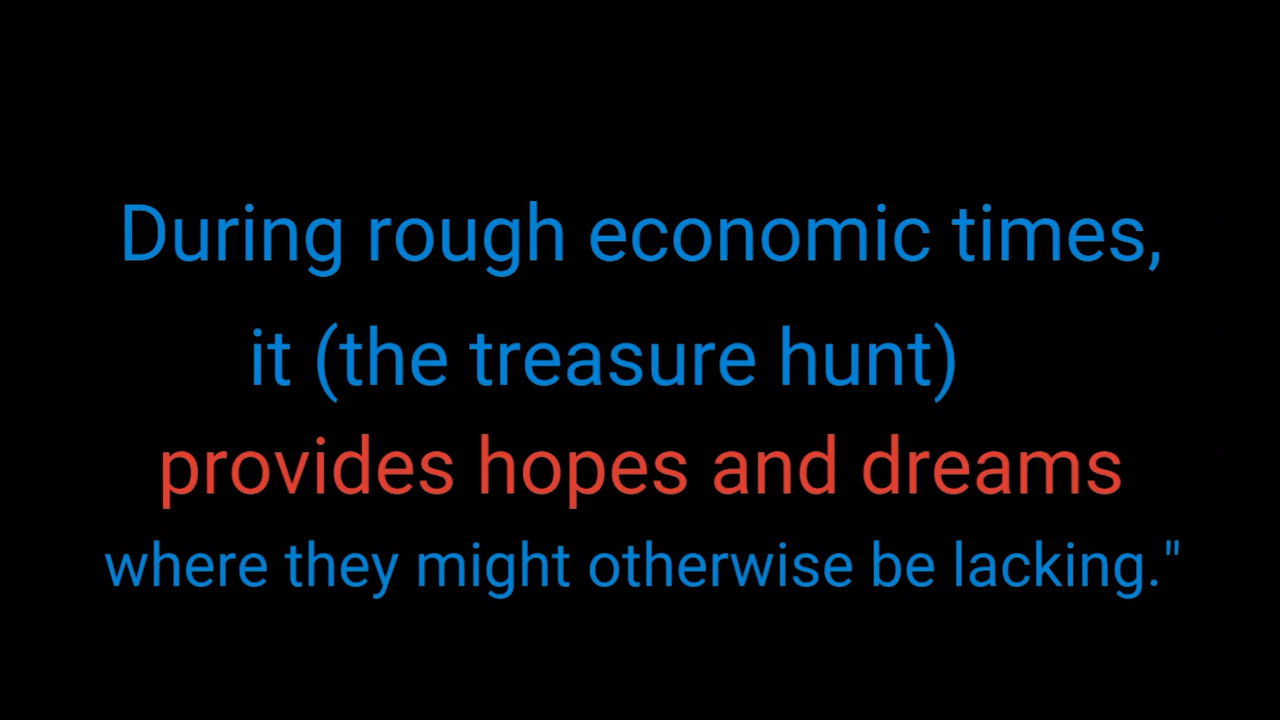 During rough economic times,
it (the treasure hunt)
provides hopes and dreams
where they might otherwise be lacking."